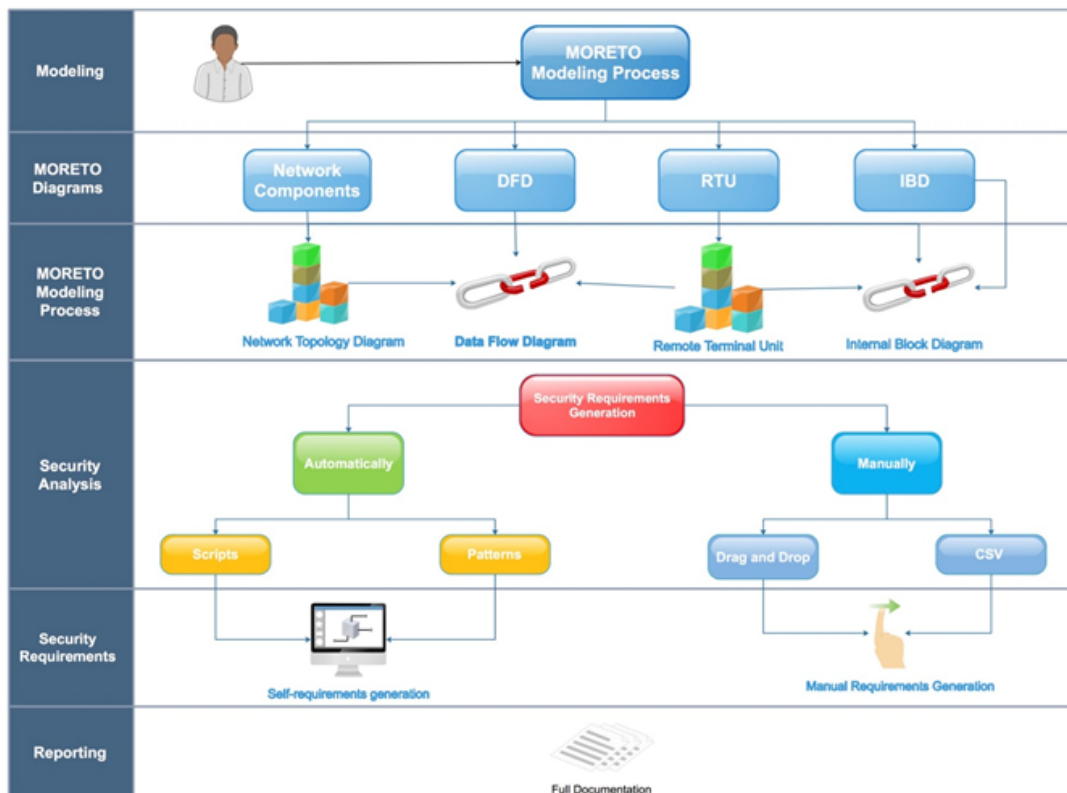 Modeling
MORETO
Modeling Process
MORETO
Diagrams
Network
Components
DFD
RTU
IBD
MORETO
Modeling
Process
Network Topology Diagram
Data Flow Diagram
Remote Terminal Unit
Internal Block Diagram
Security
Analysis
Security Requirements
Generation
Automatically
Manually
Scripts
Patterns
Drag and Drop
CSV
Security
Requirements
Self-requirements generation
Manual Requirements Generation
Reporting
Full Documentation